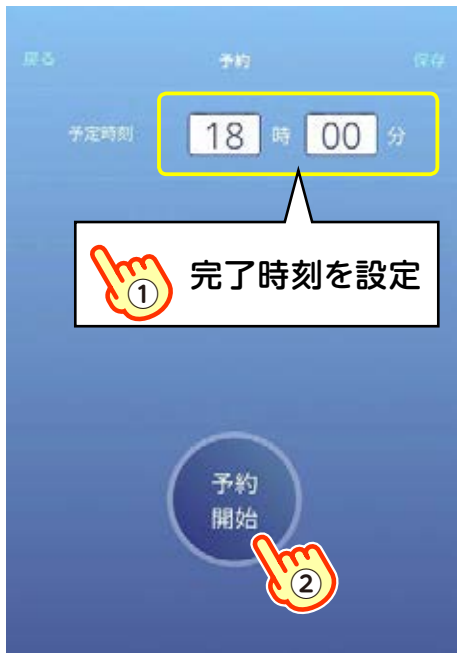 戻る 予約 保存
予定時刻 18 時 00 分
① 完了時刻を設定
予約
開始
②